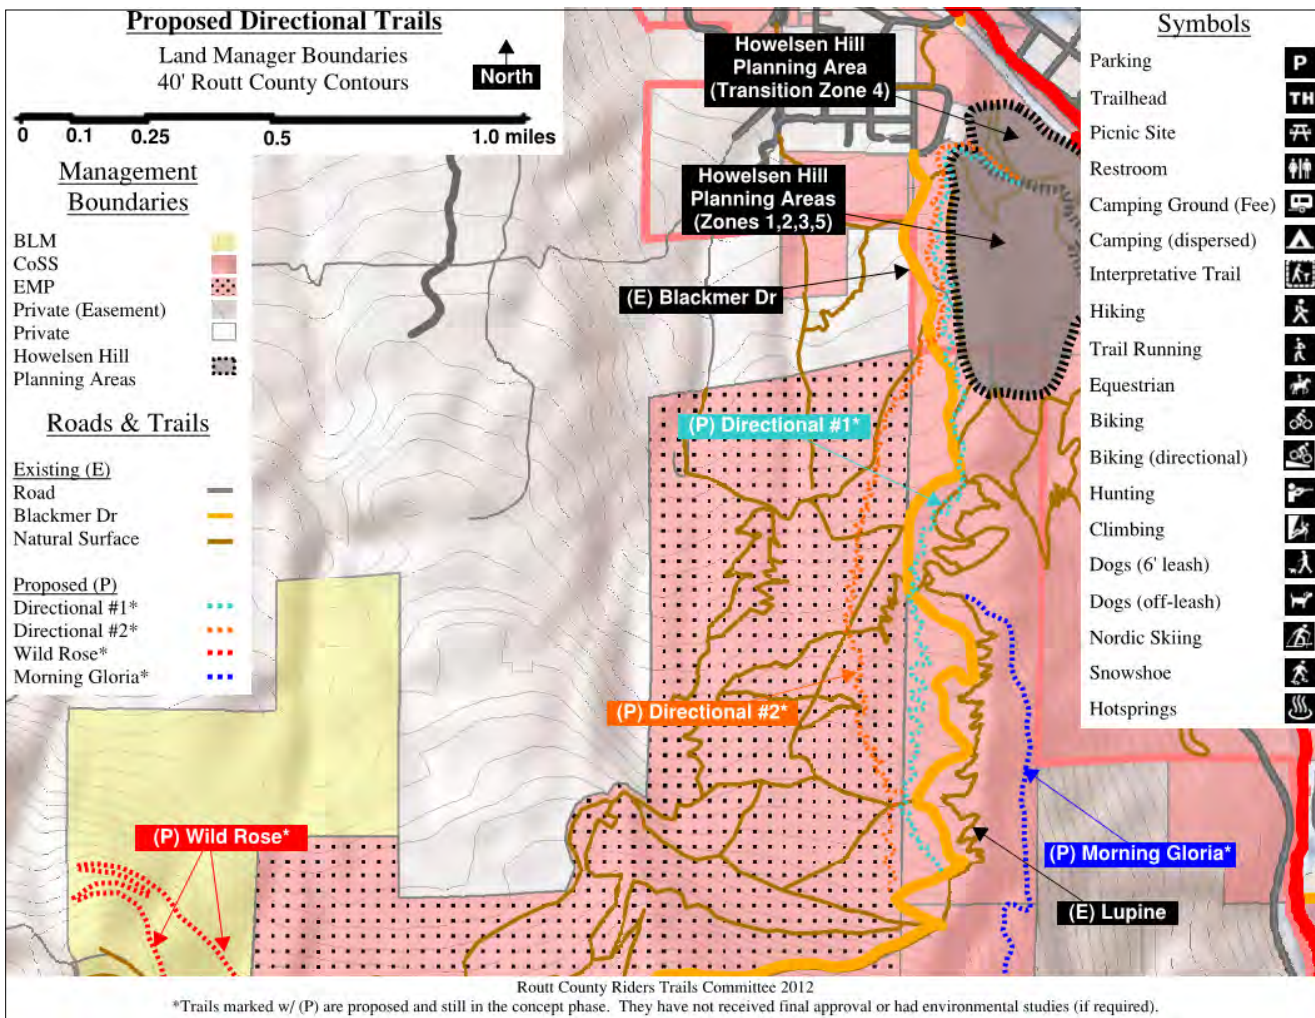 Proposed Directional Trails
Land Manager Boundaries
40' Routt County Contours
North
0 0.1 0.25 0.5 1.0 miles
Management
Boundaries
BLM
CoSS
EMP
Private (Easement)
Private
Howelsen Hill
Planning Areas
Roads & Trails
Existing (E)
Road
Blackmer Dr
Natural Surface
Proposed (P)
Directional #1*
Directional #2*
Wild Rose*
Morning Gloria*
Howelsen Hill
Planning Area
(Transition Zone 4)
Howelsen Hill
Planning Areas
(Zones 1,2,3,5)
(E) Blackmer Dr
(P) Directional #1*
(P) Directional #2*
(P) Wild Rose*
(P) Morning Gloria*
(E) Lupine
Symbols
Parking P
Trailhead TH
Picnic Site
Restroom
Camping Ground (Fee)
Camping (dispersed)
Interpretative Trail
Hiking
Trail Running
Equestrian
Biking
Biking (directional)
Hunting
Climbing
Dogs (6' leash)
Dogs (off-leash)
Nordic Skiing
Snowshoe
Hotsprings
Routt County Riders Trails Committee 2012
*Trails marked w/ (P) are proposed and still in the concept phase. They have not received final approval or had environmental studies (if required).